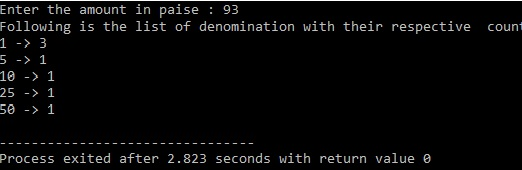 Enter the amount in paise : 93
Following is the list of denomination with their respective  count
1 -> 3
5 -> 1
10 -> 1
25 -> 1
50 -> 1
--------------------------------
Process exited after 2.823 seconds with return value 0